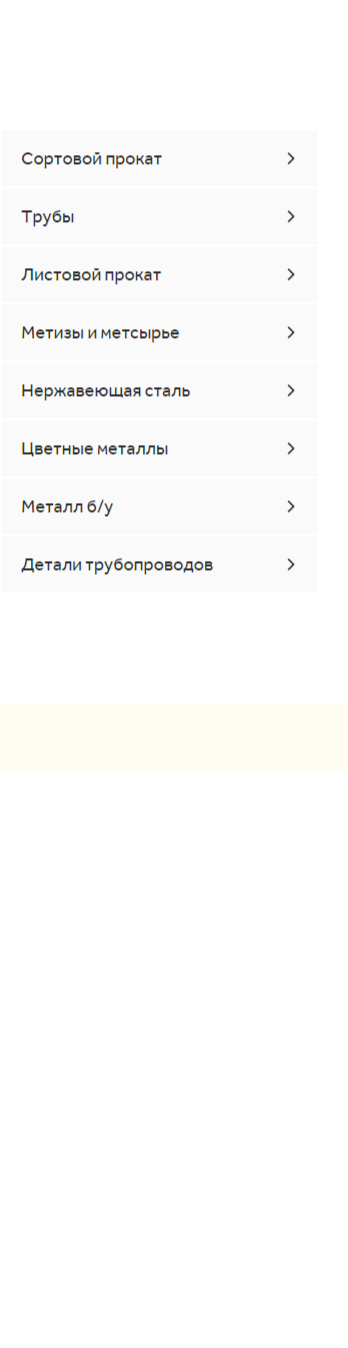 Сортовой прокат
Трубы
Листовой прокат
Метизы и метсырье
Нержавеющая сталь
Цветные металлы
Металл б/у
Детали трубопроводов